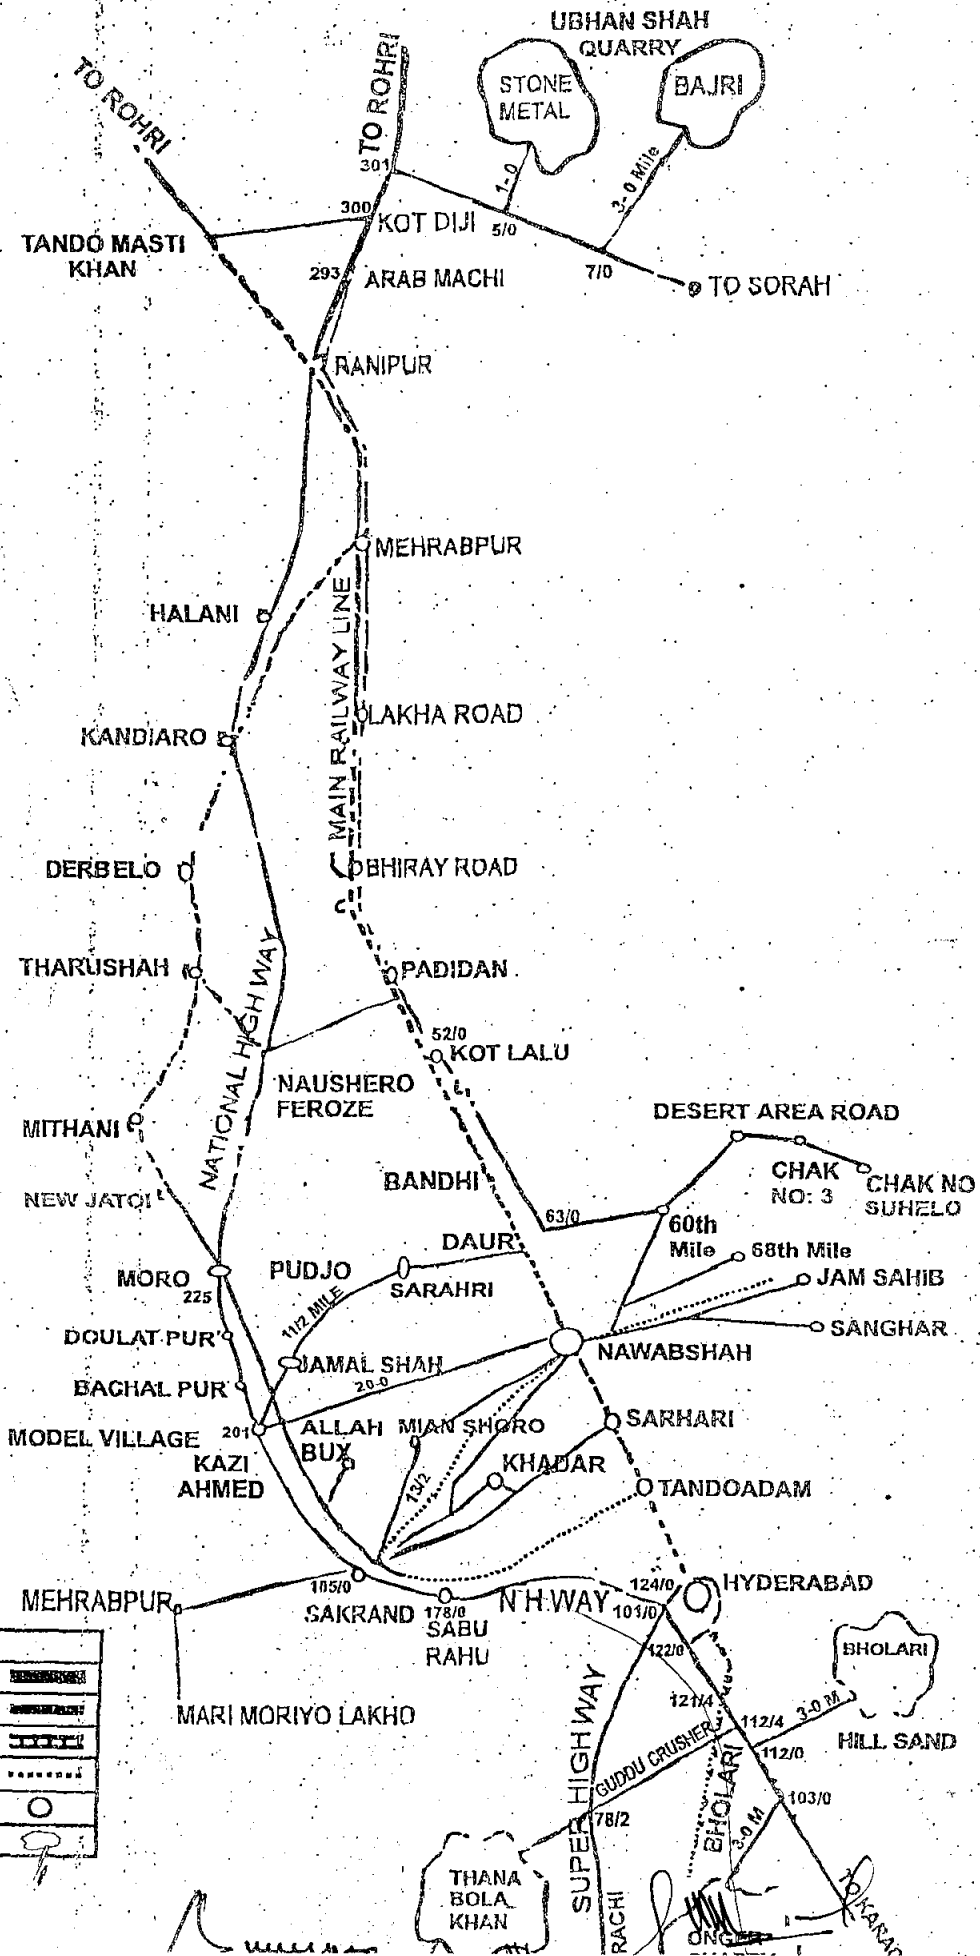 UBHAN SHAH
QUARRY
TO ROHRI
TO ROHRI
STONE
METAL
BAJRI
301
1-0
3-0 Mile
300
KOT DIJI
5/0
TANDO MASTI
KHAN
293
ARAB MACHI
7/0
TO SORAH
RANIPUR
MEHRABPUR
HALANI
MAIN RAILWAY LINE
LAKHA ROAD
KANDIARO
DERBELO
BHIRAY ROAD
THARUSHAH
NATIONAL HIGHWAY
PADIDAN
52/0
KOT LALU
NAUSHERO
FEROZE
MITHANI
DESERT AREA ROAD
NEW JATOI
BANDHI
CHAK
NO: 3
CHAK NO
SUHELO
63/0
60th
Mile
DAUR
68th Mile
MORO
225
PUDJO
SARAHRI
JAM SAHIB
11/2 MILE
DOULAT PUR
SANGHAR
JAMAL SHAH
NAWABSHAH
BACHAL PUR
20-0
MODEL VILLAGE
201
ALLAH
BUX
MIAN SHORO
SARHARI
KAZI
AHMED
KHADAR
13/2
TANDOADAM
185/0
MEHRABPUR
SAKRAND
178/0
SABU
RAHU
N H WAY
124/0
101/0
HYDERABAD
122/0
BHOLARI
MARI MORIYO LAKHO
SUPER HIGHWAY
121/4
112/4
3-0 M
HILL SAND
GUDDU CRUSHER
112/0
BHOLARI
103/0
78/2
3-0 M
THANA
BOLA
KHAN
RACHI
TO KARAC